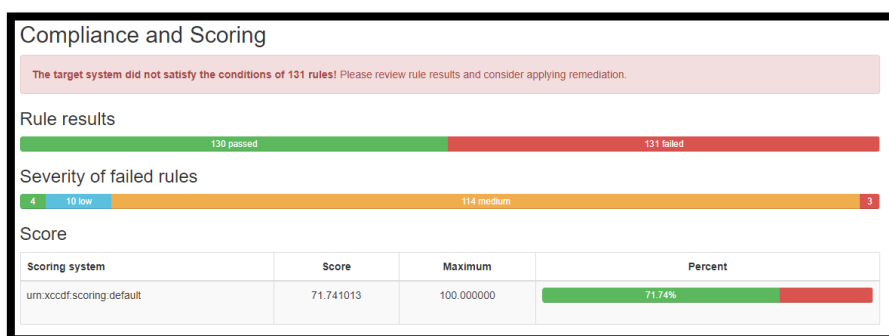 Compliance and Scoring
The target system did not satisfy the conditions of 131 rules! Please review rule results and consider applying remediation.
Rule results
130 passed 131 failed
Severity of failed rules
4 10 low 114 medium 3
Score
Scoring system Score Maximum Percent
urn:xccdf:scoring:default 71.741013 100.000000 71.74%